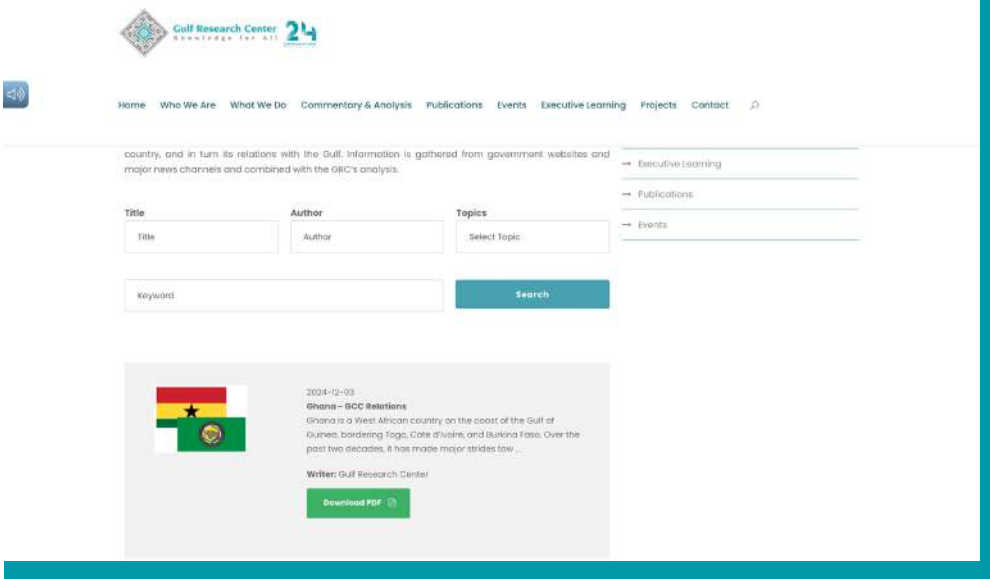 Gulf Research Center 24
Knowledge for All
Home Who We Are What We Do Commentary & Analysis Publications Events Executive Learning Projects Contact
country, and in turn its relations with the Gulf. Information is gathered from government websites and
major news channels and combined with the GRC's analysis.
→ Executive Learning
→ Publications
→ Events
Title Author Topics
Title Author Select Topic
Keyword Search
2024-12-03
Ghana - GCC Relations
Ghana is a West African country on the coast of the Gulf of
Guinea, bordering Togo, Cote d'Ivoire, and Burkina Faso. Over the
past two decades, it has made major strides tow ...
Writer: Gulf Research Center
Download PDF